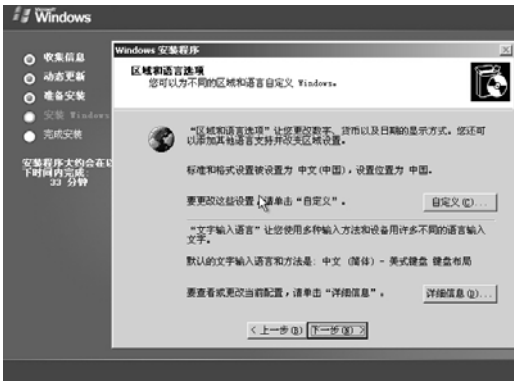 Microsoft
Windows
收集信息
动态更新
准备安装
安装 Windows
完成安装
安装程序大约会在以
下时间内完成:
33 分钟
Windows 安装程序
区域和语言选项
您可以为不同的区域和语言自定义 Windows。
“区域和语言选项”让您更改数字、货币以及日期的显示方式。您还可
以添加其他语言支持并改变区域设置。
标准和格式设置被设置为 中文(中国)，设置位置为 中国。
要更改这些设置，请单击“自定义”。
自定义(C)...
“文字输入语言”让您使用多种输入方法和设备用许多不同的语言输入
文字。
默认的文字输入语言和方法是: 中文 (简体) - 美式键盘 键盘布局
要查看或更改当前配置，请单击“详细信息”。
详细信息(D)...
< 上一步(B)
下一步(N) >